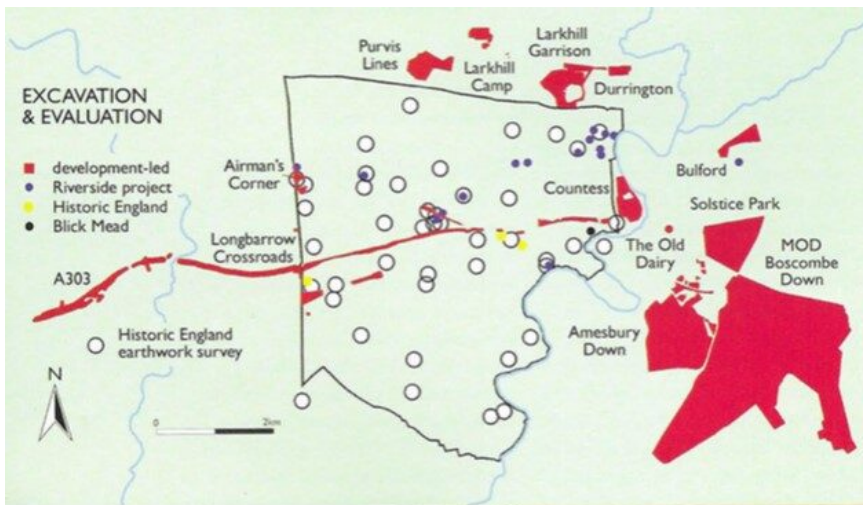 Purvis
Lines
Larkhill
Camp
Larkhill
Garrison
Durrington
EXCAVATION
& EVALUATION
development-led
Riverside project
Historic England
Blick Mead
Airman's
Corner
Countess
Bulford
Solstice Park
Longbarrow
Crossroads
The Old
Dairy
MOD
Boscombe
Down
A303
Amesbury
Down
Historic England
earthwork survey
N
0
2km